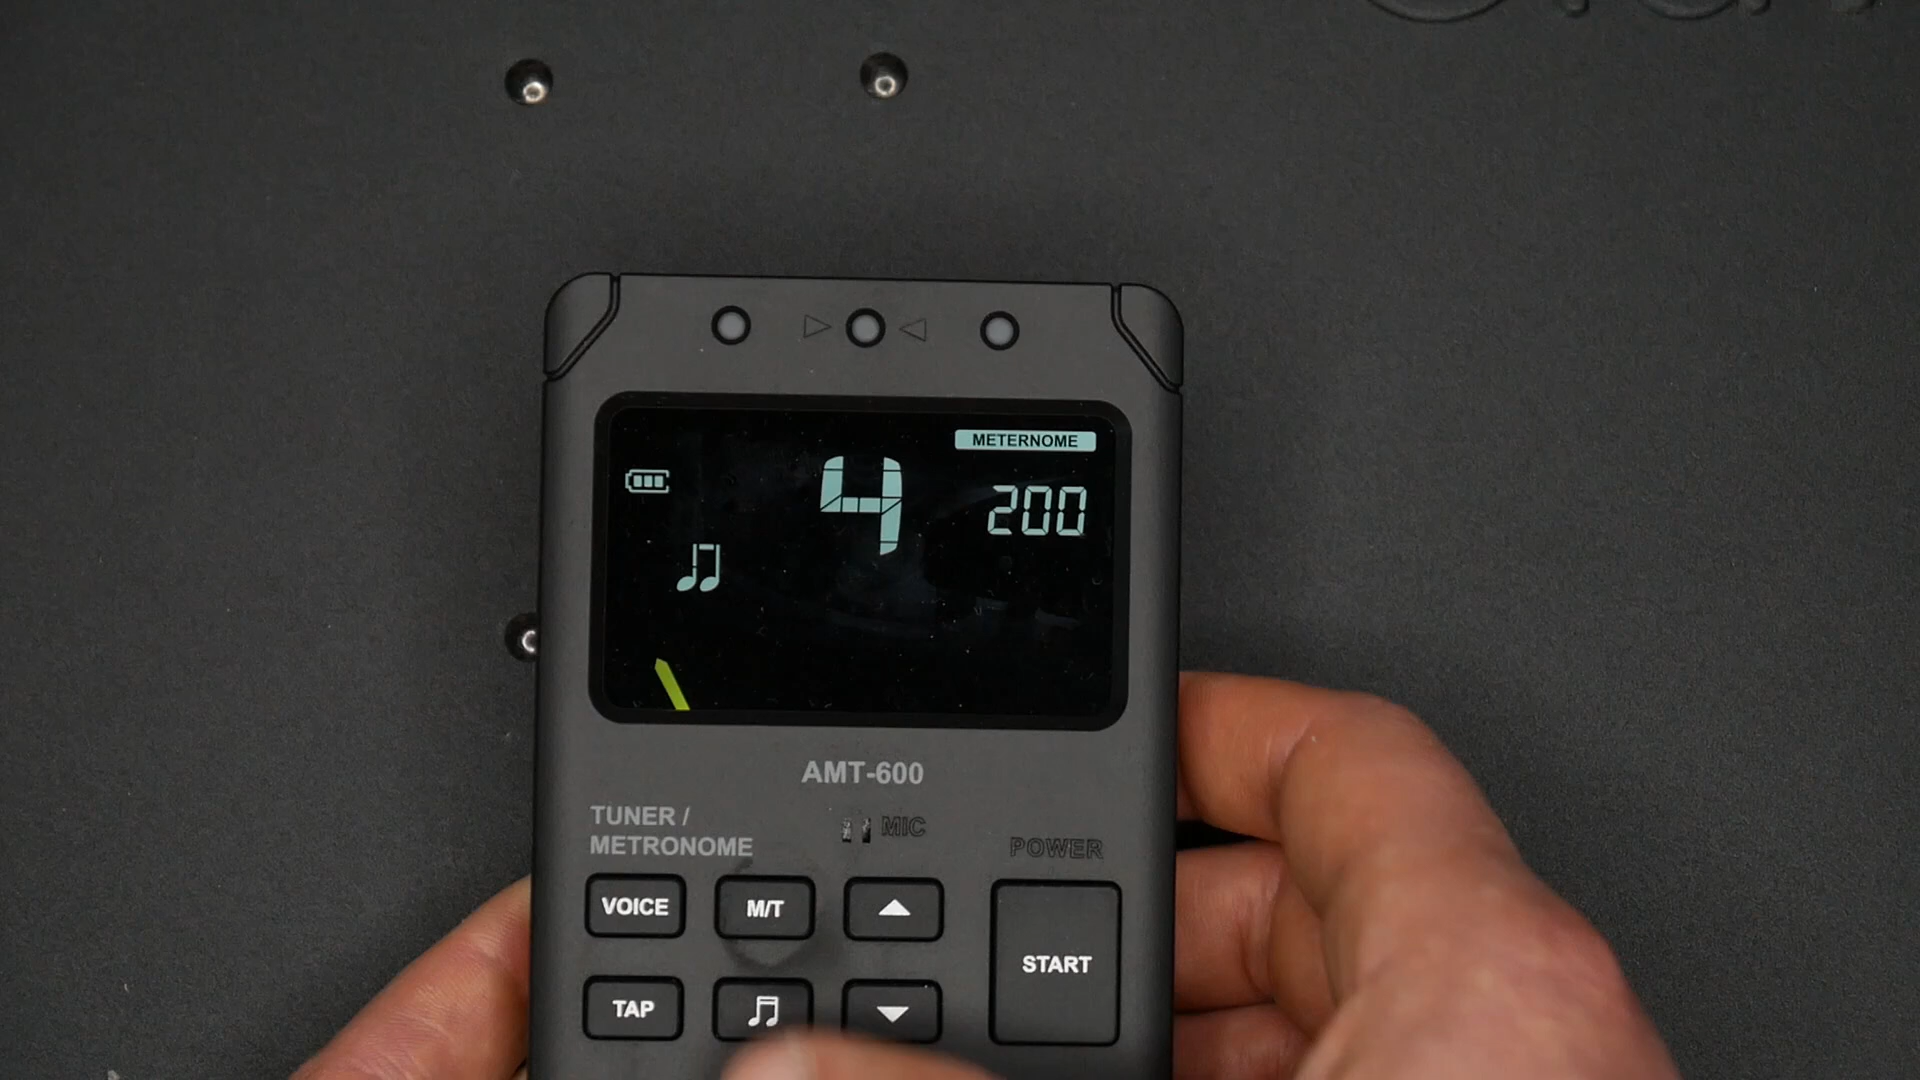 METERNOME
4
200
AMT-600
TUNER /
METRONOME
MIC
POWER
VOICE
M/T
START
TAP